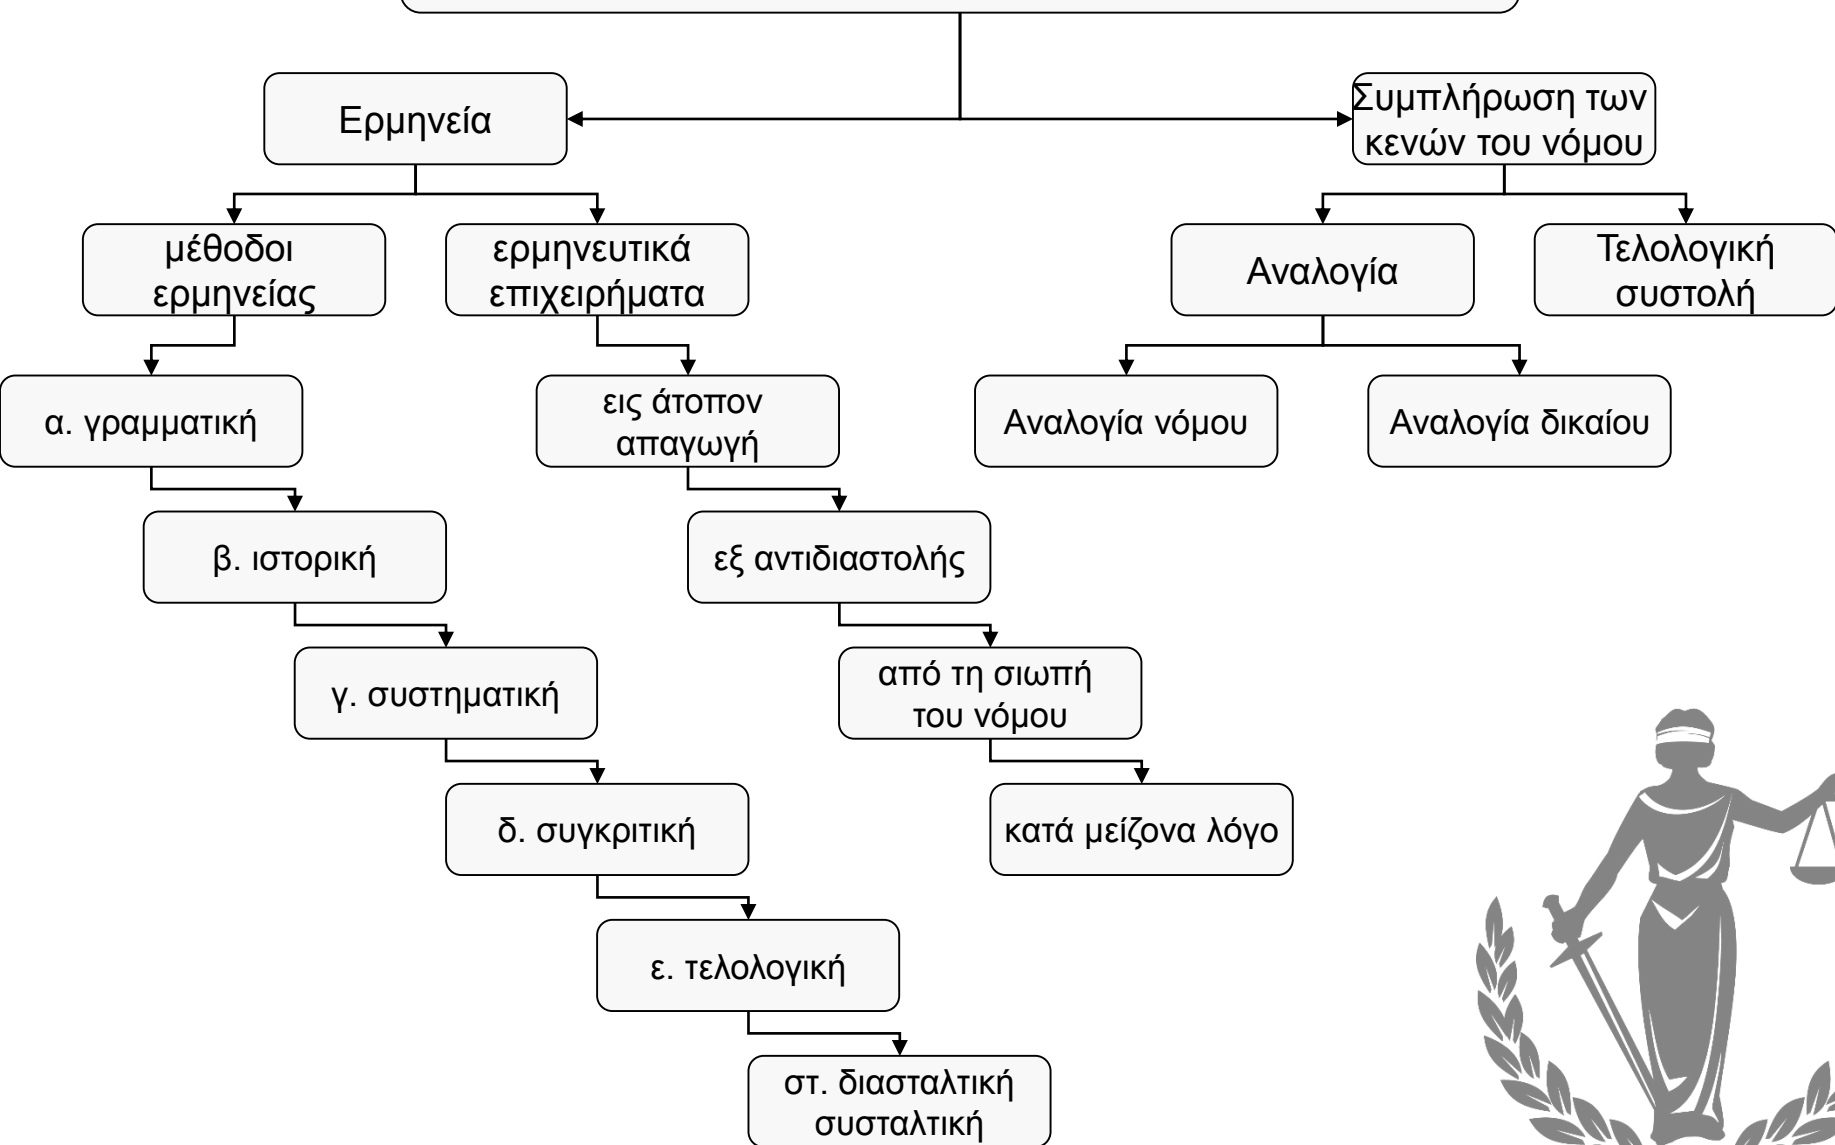 Ερμηνεία
Συμπλήρωση των
κενών του νόμου
μέθοδοι
ερμηνείας
ερμηνευτικά
επιχειρήματα
Αναλογία
Τελολογική
συστολή
α. γραμματική
εις άτοπον
απαγωγή
Αναλογία νόμου
Αναλογία δικαίου
β. ιστορική
εξ αντιδιαστολής
γ. συστηματική
από τη σιωπή
του νόμου
δ. συγκριτική
κατά μείζονα λόγο
ε. τελολογική
στ. διασταλτική
συσταλτική